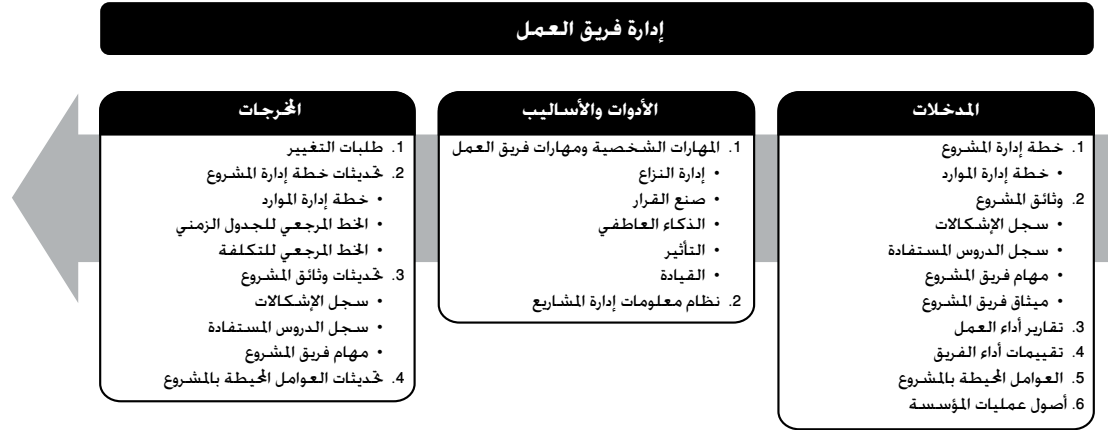 إدارة فريق العمل
المدخلات
1. خطة إدارة المشروع
• خطة إدارة الموارد
2. وثائق المشروع
• سجل الإشكالات
• سجل الدروس المستفادة
• مهام فريق المشروع
• ميثاق فريق المشروع
3. تقارير أداء العمل
4. تقييمات أداء الفريق
5. العوامل المحيطة بالمشروع
6. أصول عمليات المؤسسة
الأدوات والأساليب
1. المهارات الشخصية ومهارات فريق العمل
• إدارة النزاع
• صنع القرار
• الذكاء العاطفي
• التأثير
• القيادة
2. نظام معلومات إدارة المشاريع
المخرجات
1. طلبات التغيير
2. تحديثات خطة إدارة المشروع
• خطة إدارة الموارد
• الخط المرجعي للجدول الزمني
• الخط المرجعي للتكلفة
3. تحديثات وثائق المشروع
• سجل الإشكالات
• سجل الدروس المستفادة
• مهام فريق المشروع
4. تحديثات العوامل المحيطة بالمشروع